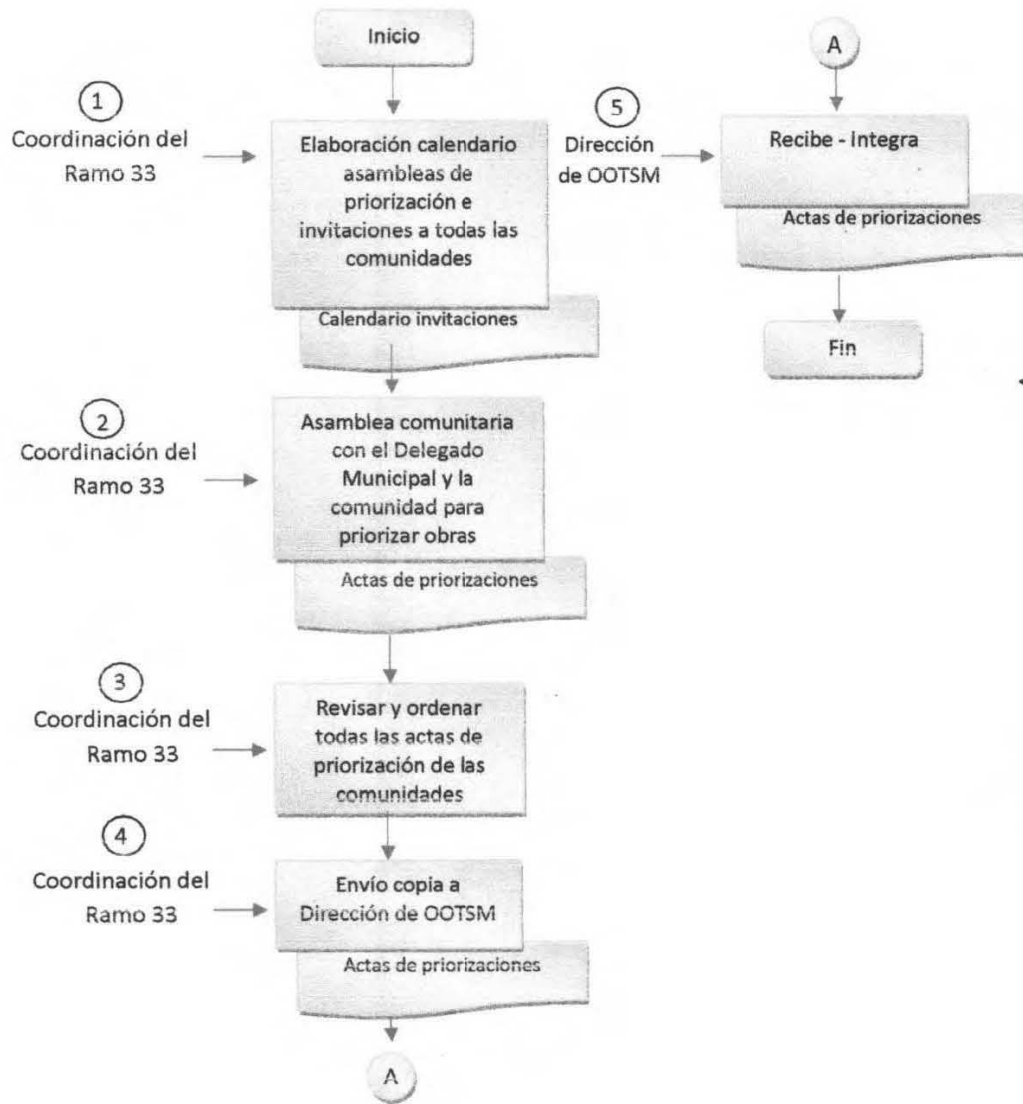 Inicio
1
Coordinación del
Ramo 33
Elaboración calendario
asambleas de
priorización e
invitaciones a todas las
comunidades
Calendario invitaciones
2
Coordinación del
Ramo 33
Asamblea comunitaria
con el Delegado
Municipal y la
comunidad para
priorizar obras
Actas de priorizaciones
3
Coordinación del
Ramo 33
Revisar y ordenar
todas las actas de
priorización de las
comunidades
4
Coordinación del
Ramo 33
Envío copia a
Dirección de OOTSM
Actas de priorizaciones
A
A
5
Dirección
de OOTSM
Recibe - Integra
Actas de priorizaciones
Fin